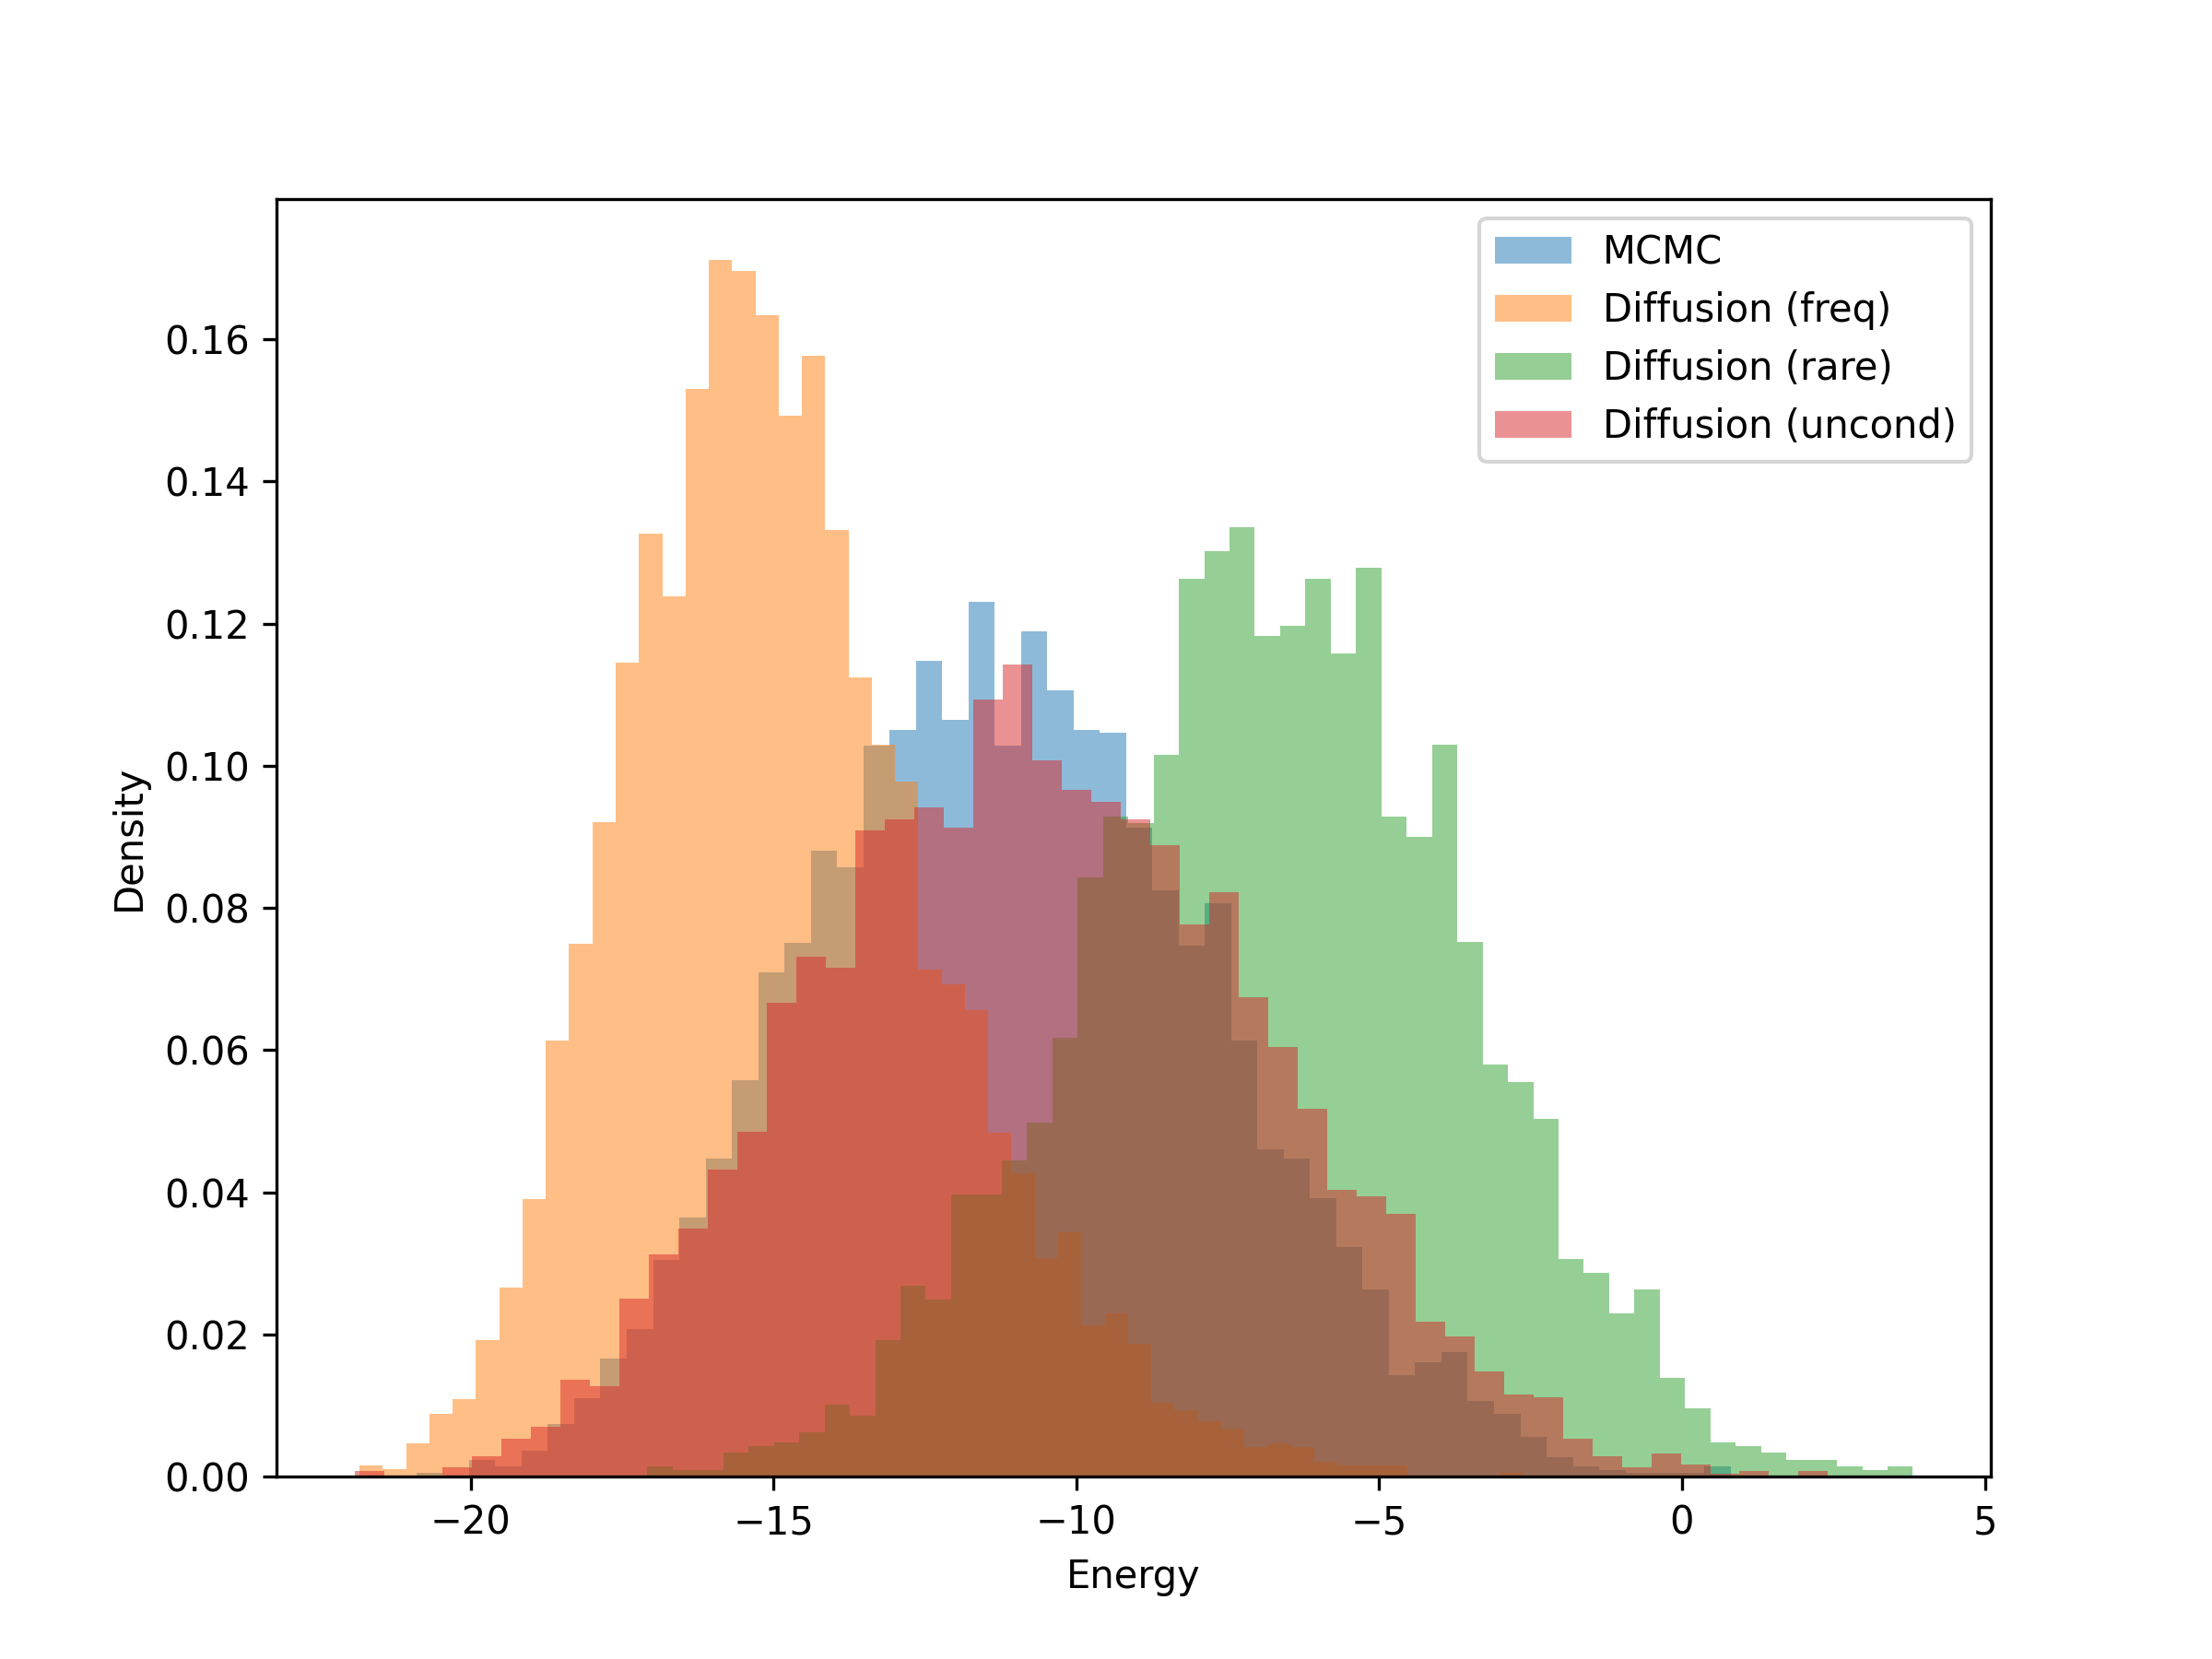 MCMC
Diffusion (freq)
Diffusion (rare)
Diffusion (uncond)
0.16
0.14
0.12
0.10
0.08
0.06
0.04
0.02
0.00
Density
−20 −15 −10 −5 0 5
Energy